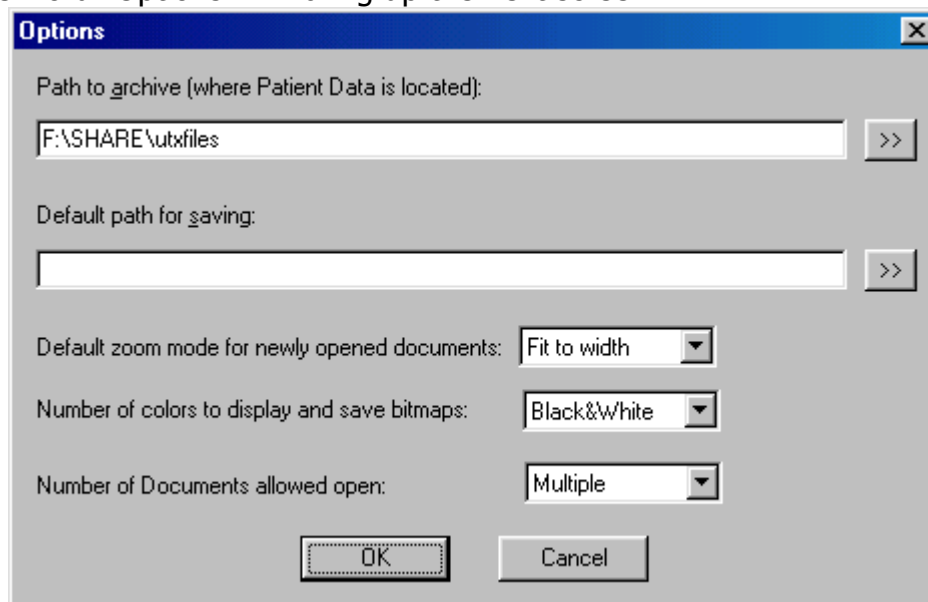 Options
Path to archive (where Patient Data is located):
F:\SHARE\utxfiles
>>
Default path for saving:
>>
Default zoom mode for newly opened documents: Fit to width
Number of colors to display and save bitmaps: Black&White
Number of Documents allowed open: Multiple
OK Cancel